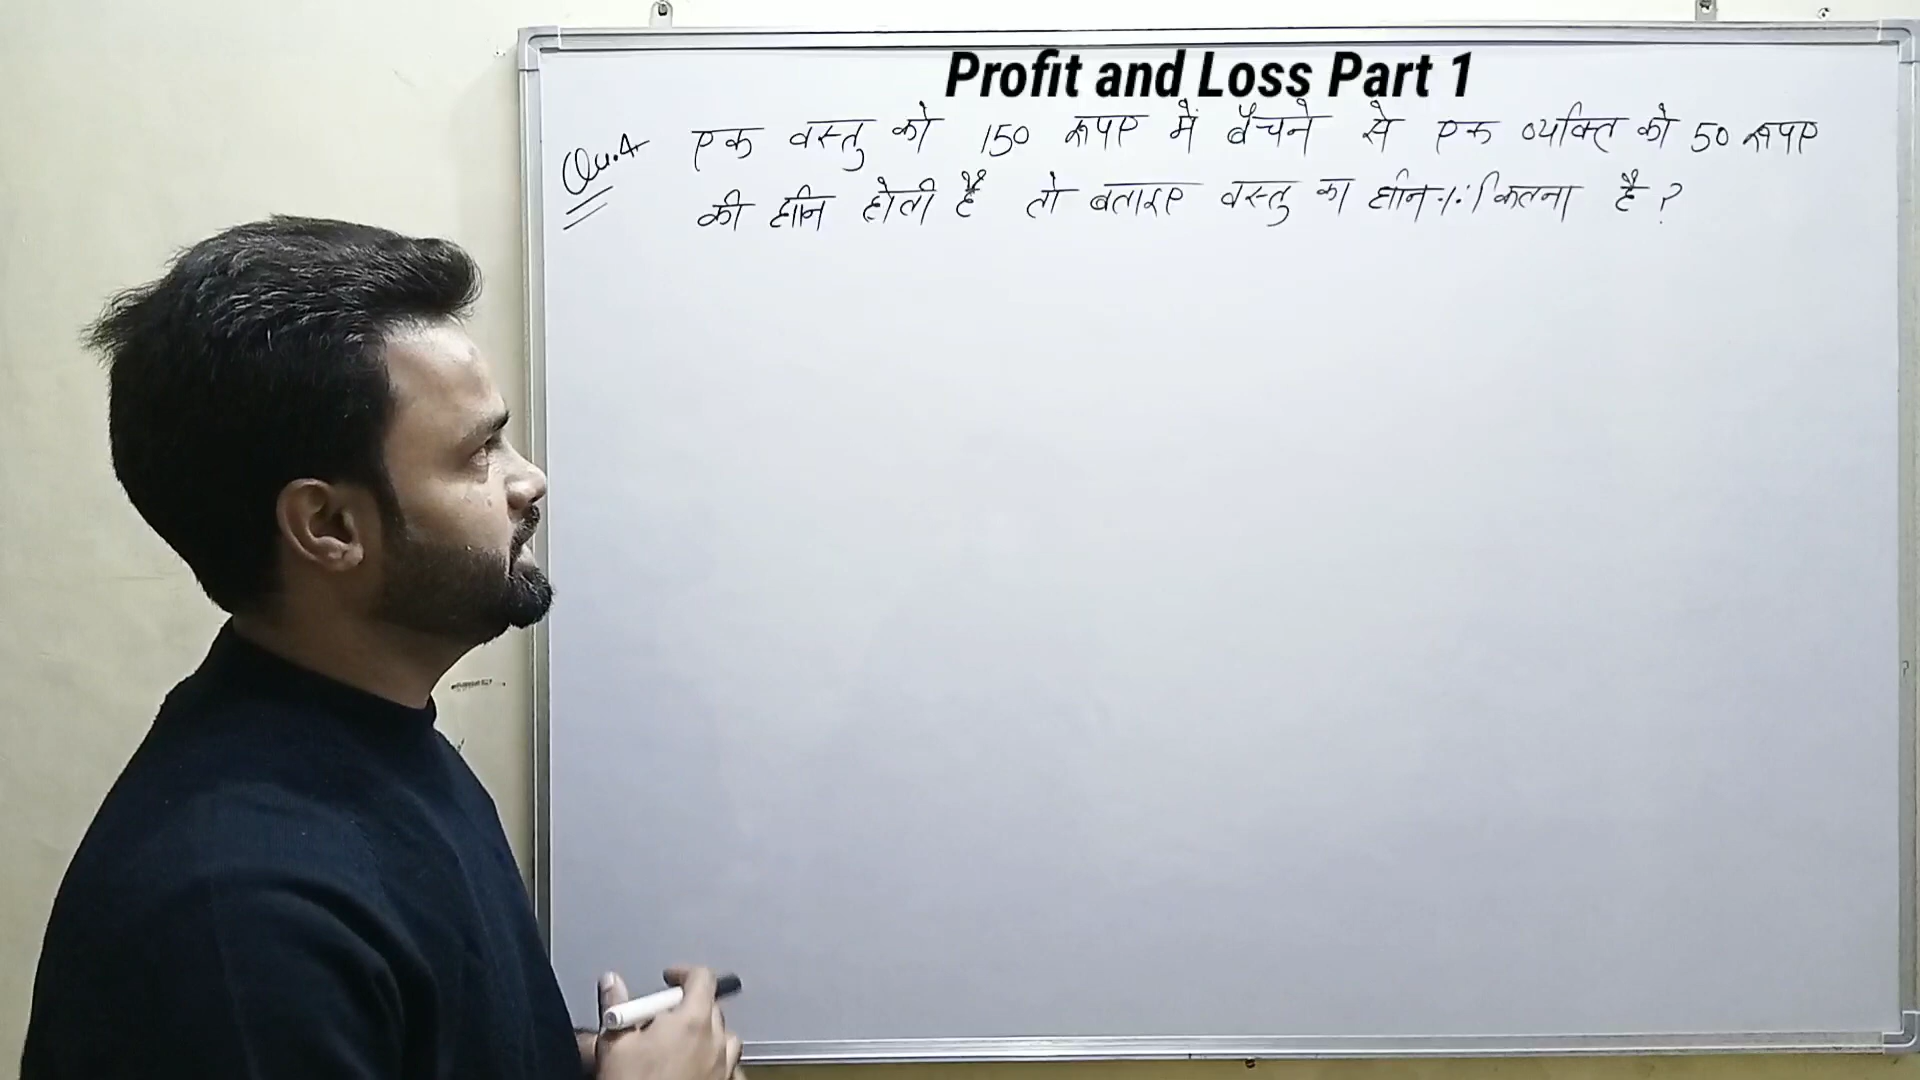 Profit and Loss Part 1
Qu.4 एक वस्तु को 150 रूपए में बैंचने से एक व्यक्ति को 50 रूपए
की हानि होती है तो बताइए वस्तु का हानि% कितना है ?